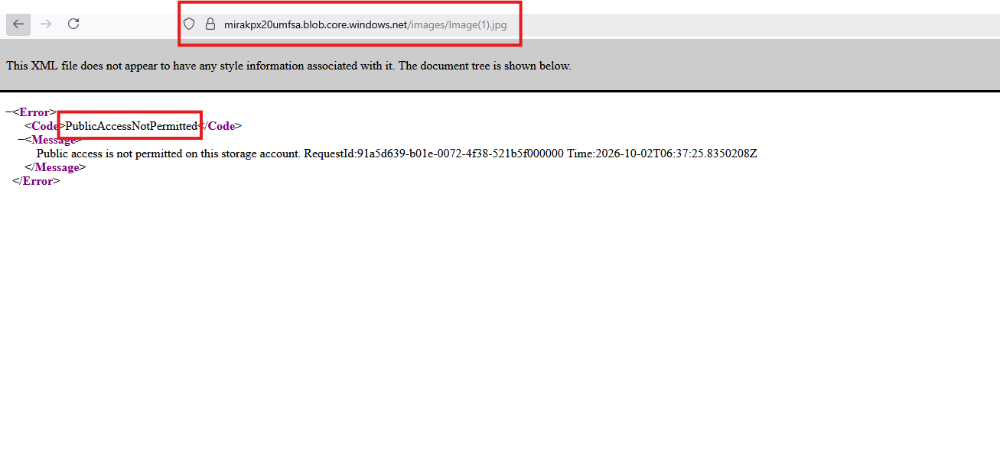 mirakpx20umfsa.blob.core.windows.net/images/Image(1).jpg
This XML file does not appear to have any style information associated with it. The document tree is shown below.
−<Error>
<Code>PublicAccessNotPermitted</Code>
−<Message>
Public access is not permitted on this storage account. RequestId:91a5d639-b01e-0072-4f38-521b5f000000 Time:2026-10-02T06:37:25.8350208Z
</Message>
</Error>